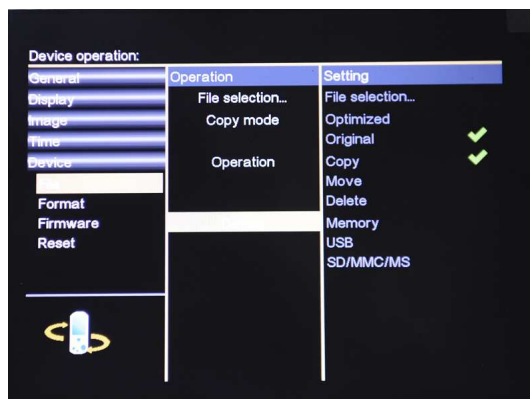 Device operation:
General
Operation
Setting
Display
File selection...
File selection...
Image
Copy mode
Optimized
Time
Original
Device
Operation
Copy
Move
Format
Delete
Firmware
Memory
Reset
USB
SD/MMC/MS